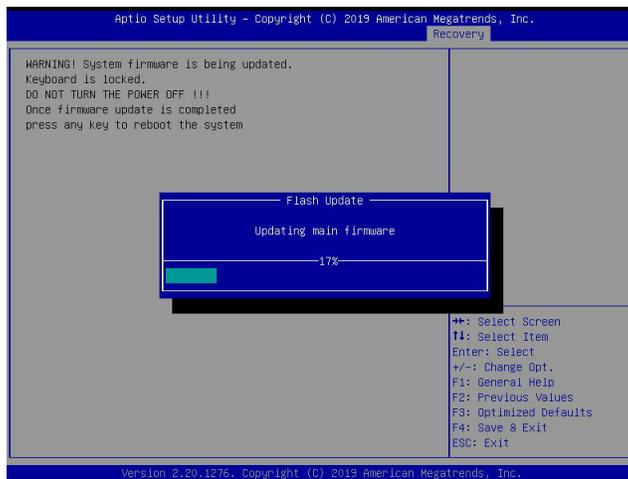 Aptio Setup Utility – Copyright (C) 2019 American Megatrends, Inc.
Recovery
WARNING! System firmware is being updated.
Keyboard is locked.
DO NOT TURN THE POWER OFF !!!
Once firmware update is completed
press any key to reboot the system
Flash Update
Updating main firmware
17%
→←: Select Screen
↑↓: Select Item
Enter: Select
+/-: Change Opt.
F1: General Help
F2: Previous Values
F3: Optimized Defaults
F4: Save & Exit
ESC: Exit
Version 2.20.1276. Copyright (C) 2019 American Megatrends, Inc.